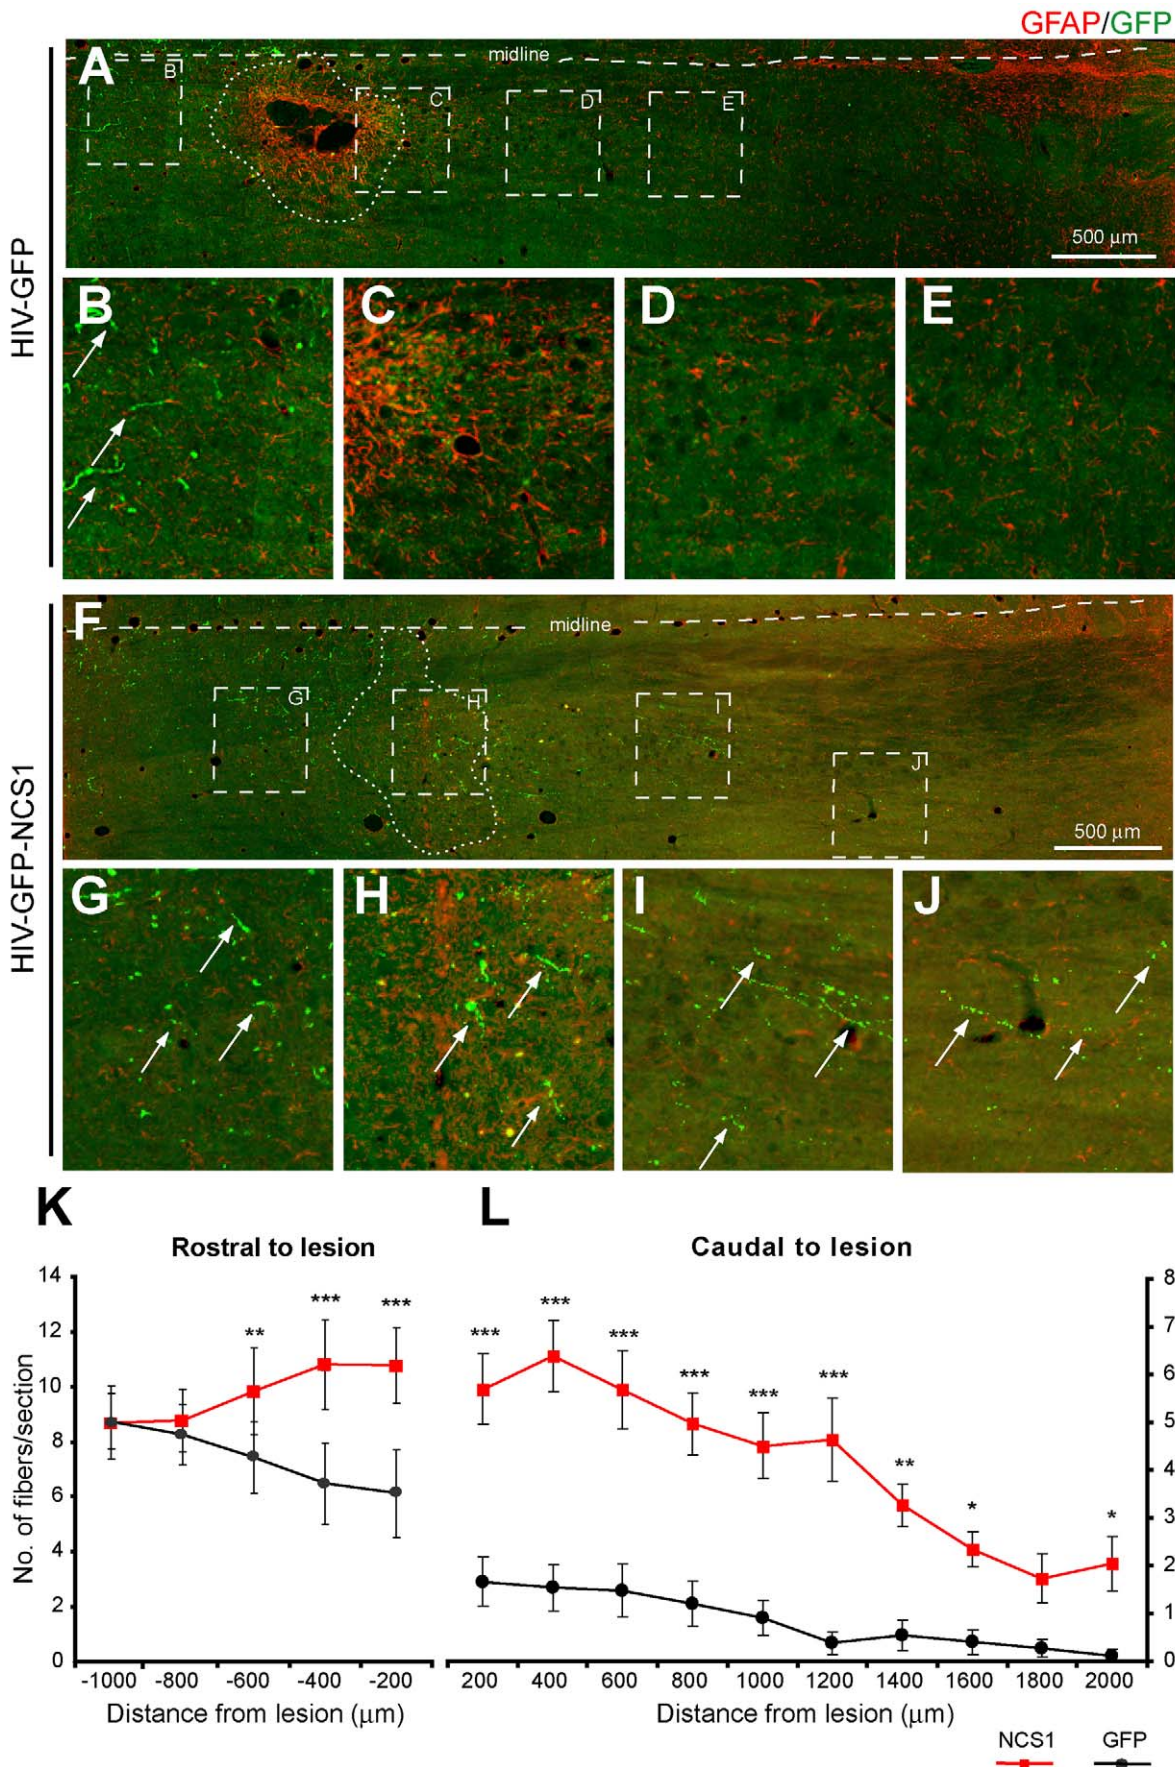 GFAP/GFP
HIV-GFP
A
midline
B
C
D
E
500 µm
B
C
D
E
HIV-GFP-NCS1
F
midline
G
H
I
J
500 µm
G
H
I
J
K
L
Rostral to lesion
Caudal to lesion
No. of fibers/section
14
12
10
8
6
4
2
0
** *** ***
*** *** *** *** *** *** ** * *
8
7
6
5
4
3
2
1
0
-1000 -800 -600 -400 -200
200 400 600 800 1000 1200 1400 1600 1800 2000
Distance from lesion (µm)
Distance from lesion (µm)
NCS1 GFP